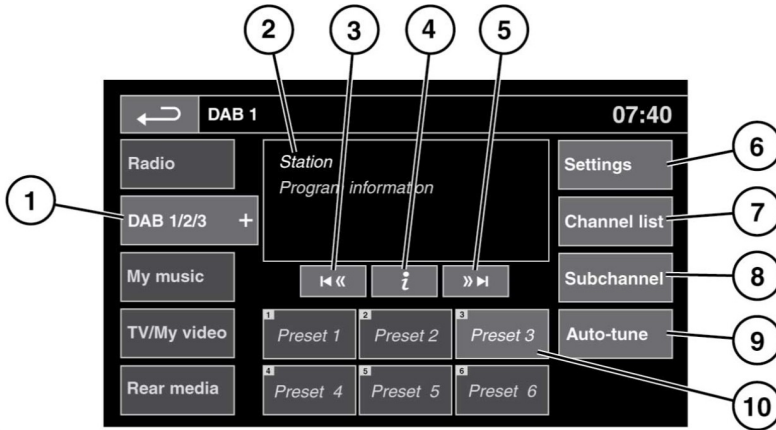 2 3 4 5
DAB 1 07:40
6
Radio
Station
Settings
Program information
1
DAB 1/2/3 +
Channel list
7
My music
i
Subchannel
8
TV/My video
1 Preset 1
2 Preset 2
3 Preset 3
Auto-tune
9
Rear media
4 Preset 4
5 Preset 5
6 Preset 6
10